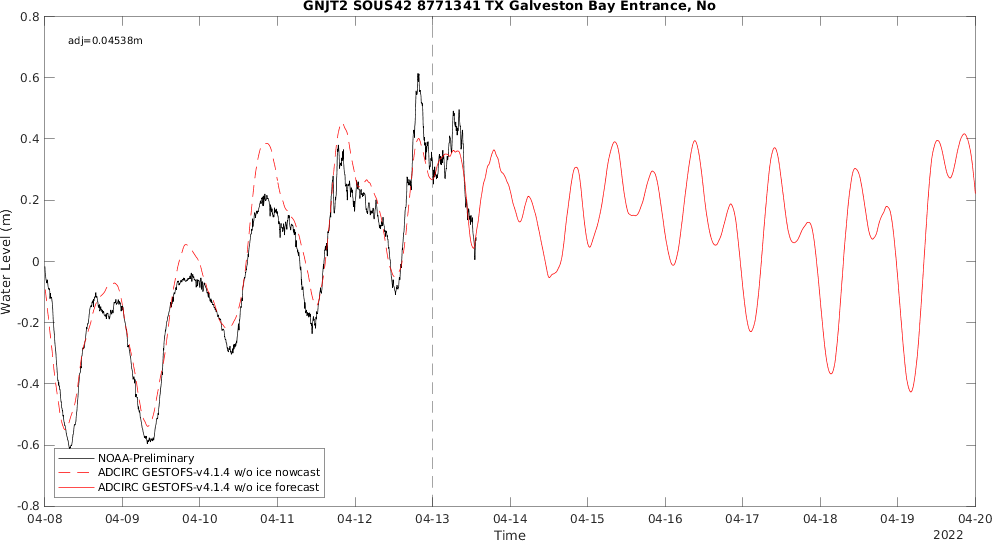 GNJT2 SOUS42 8771341 TX Galveston Bay Entrance, No
adj=0.04538m
0.8
0.6
0.4
0.2
0
-0.2
-0.4
-0.6
-0.8
Water Level (m)
NOAA-Preliminary
ADCIRC GESTOFS-v4.1.4 w/o ice nowcast
ADCIRC GESTOFS-v4.1.4 w/o ice forecast
04-08 04-09 04-10 04-11 04-12 04-13 04-14 04-15 04-16 04-17 04-18 04-19 04-20
Time
2022